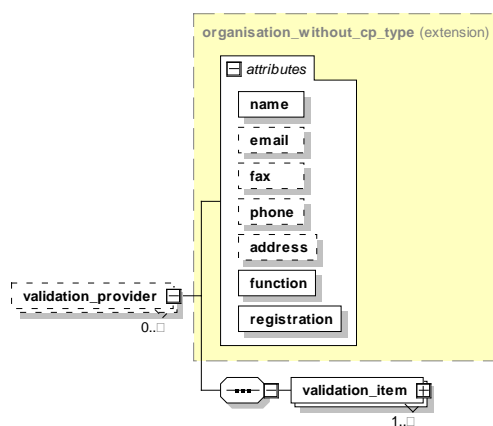 organisation_without_cp_type (extension)
attributes
name
email
fax
phone
address
function
registration
validation_provider
0..□
validation_item
1..□